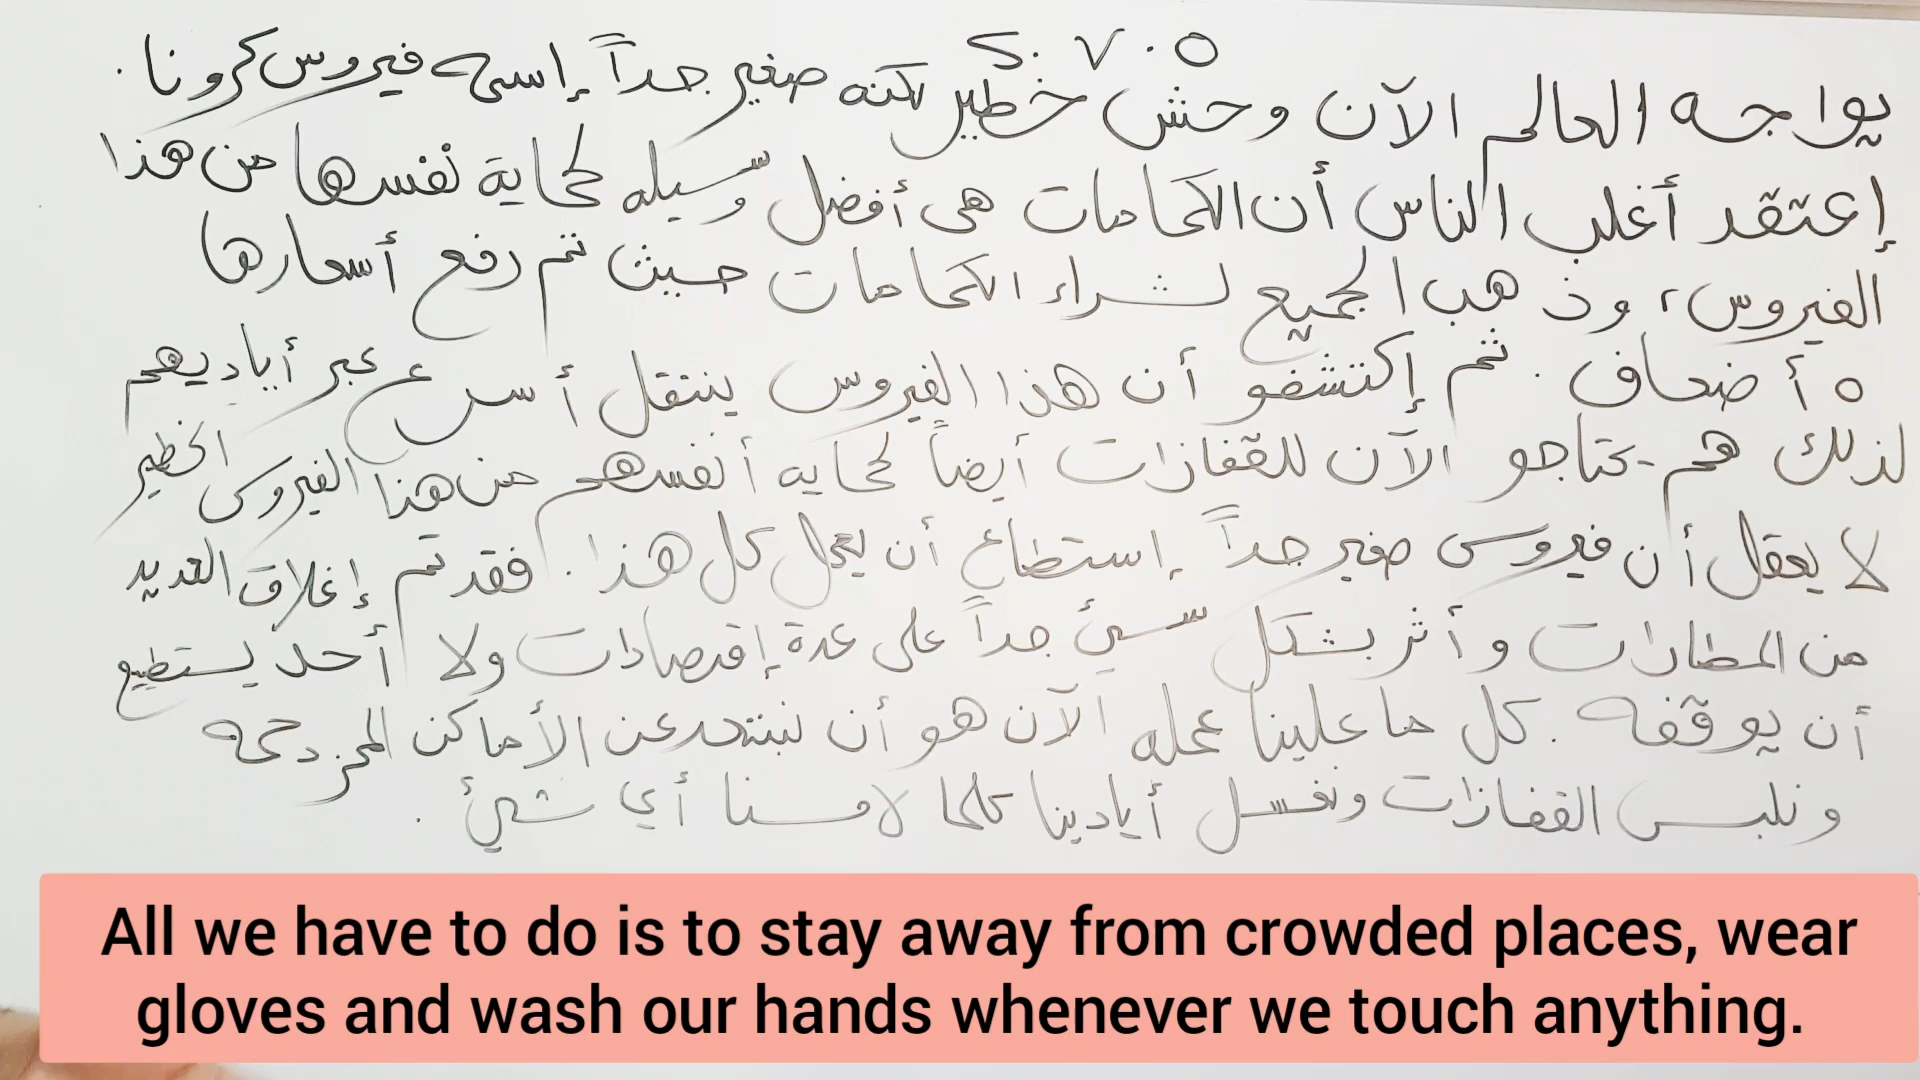 ٥ . ٧ . ٢
يواجه العالم الآن وحش خطير لكنه صغير جداً إسمه فيروس كرونا .
إعتقد أغلب الناس أن الكمامات هى أفضل وسيله لحماية نفسها من هذا
الفيروس، وذهب الجميع لشراء الكمامات حيث تم رفع أسعارها
٥ أضعاف . ثم إكتشفو أن هذا الفيروس ينتقل أسرع عبر أياديهم
لذلك هم يحتاجو الآن للقفازات أيضاً لحمايه أنفسهم من هذا الفيروس الخطير
لا يعقل أن فيروس صغير جداً إستطاع أن يعمل كل هذا . فقد تم إغلاق العديد
من المطارات وأثر بشكل سيئ جداً على عدة إقتصادات ولا أحد يستطيع
أن يوقفه . كل ما علينا عمله الآن هو أن نبتعد عن الأماكن المزدحمه
ونلبس القفازات ونغسل أيادينا كلما لامسنا أي شيئ .
All we have to do is to stay away from crowded places, wear
gloves and wash our hands whenever we touch anything.